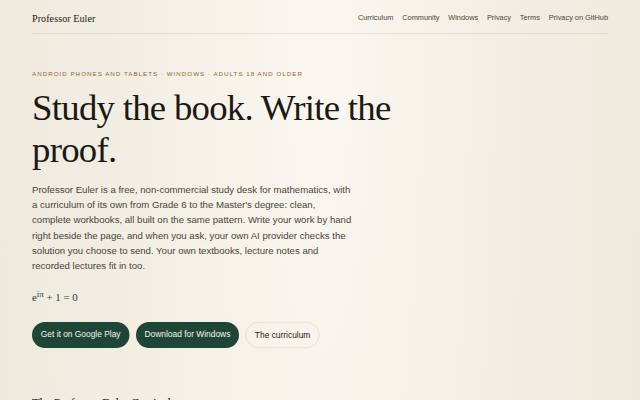 Professor Euler
Curriculum Community Windows Privacy Terms Privacy on GitHub
ANDROID PHONES AND TABLETS · WINDOWS · ADULTS 18 AND OLDER
Study the book. Write the
proof.
Professor Euler is a free, non-commercial study desk for mathematics, with
a curriculum of its own from Grade 6 to the Master's degree: clean,
complete workbooks, all built on the same pattern. Write your work by hand
right beside the page, and when you ask, your own AI provider checks the
solution you choose to send. Your own textbooks, lecture notes and
recorded lectures fit in too.
e^iπ + 1 = 0
Get it on Google Play Download for Windows The curriculum